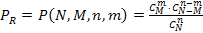 P_R = P(N, M, n, m) = \frac{C_M^m \cdot C_{N-M}^{n-m}}{C_N^n}